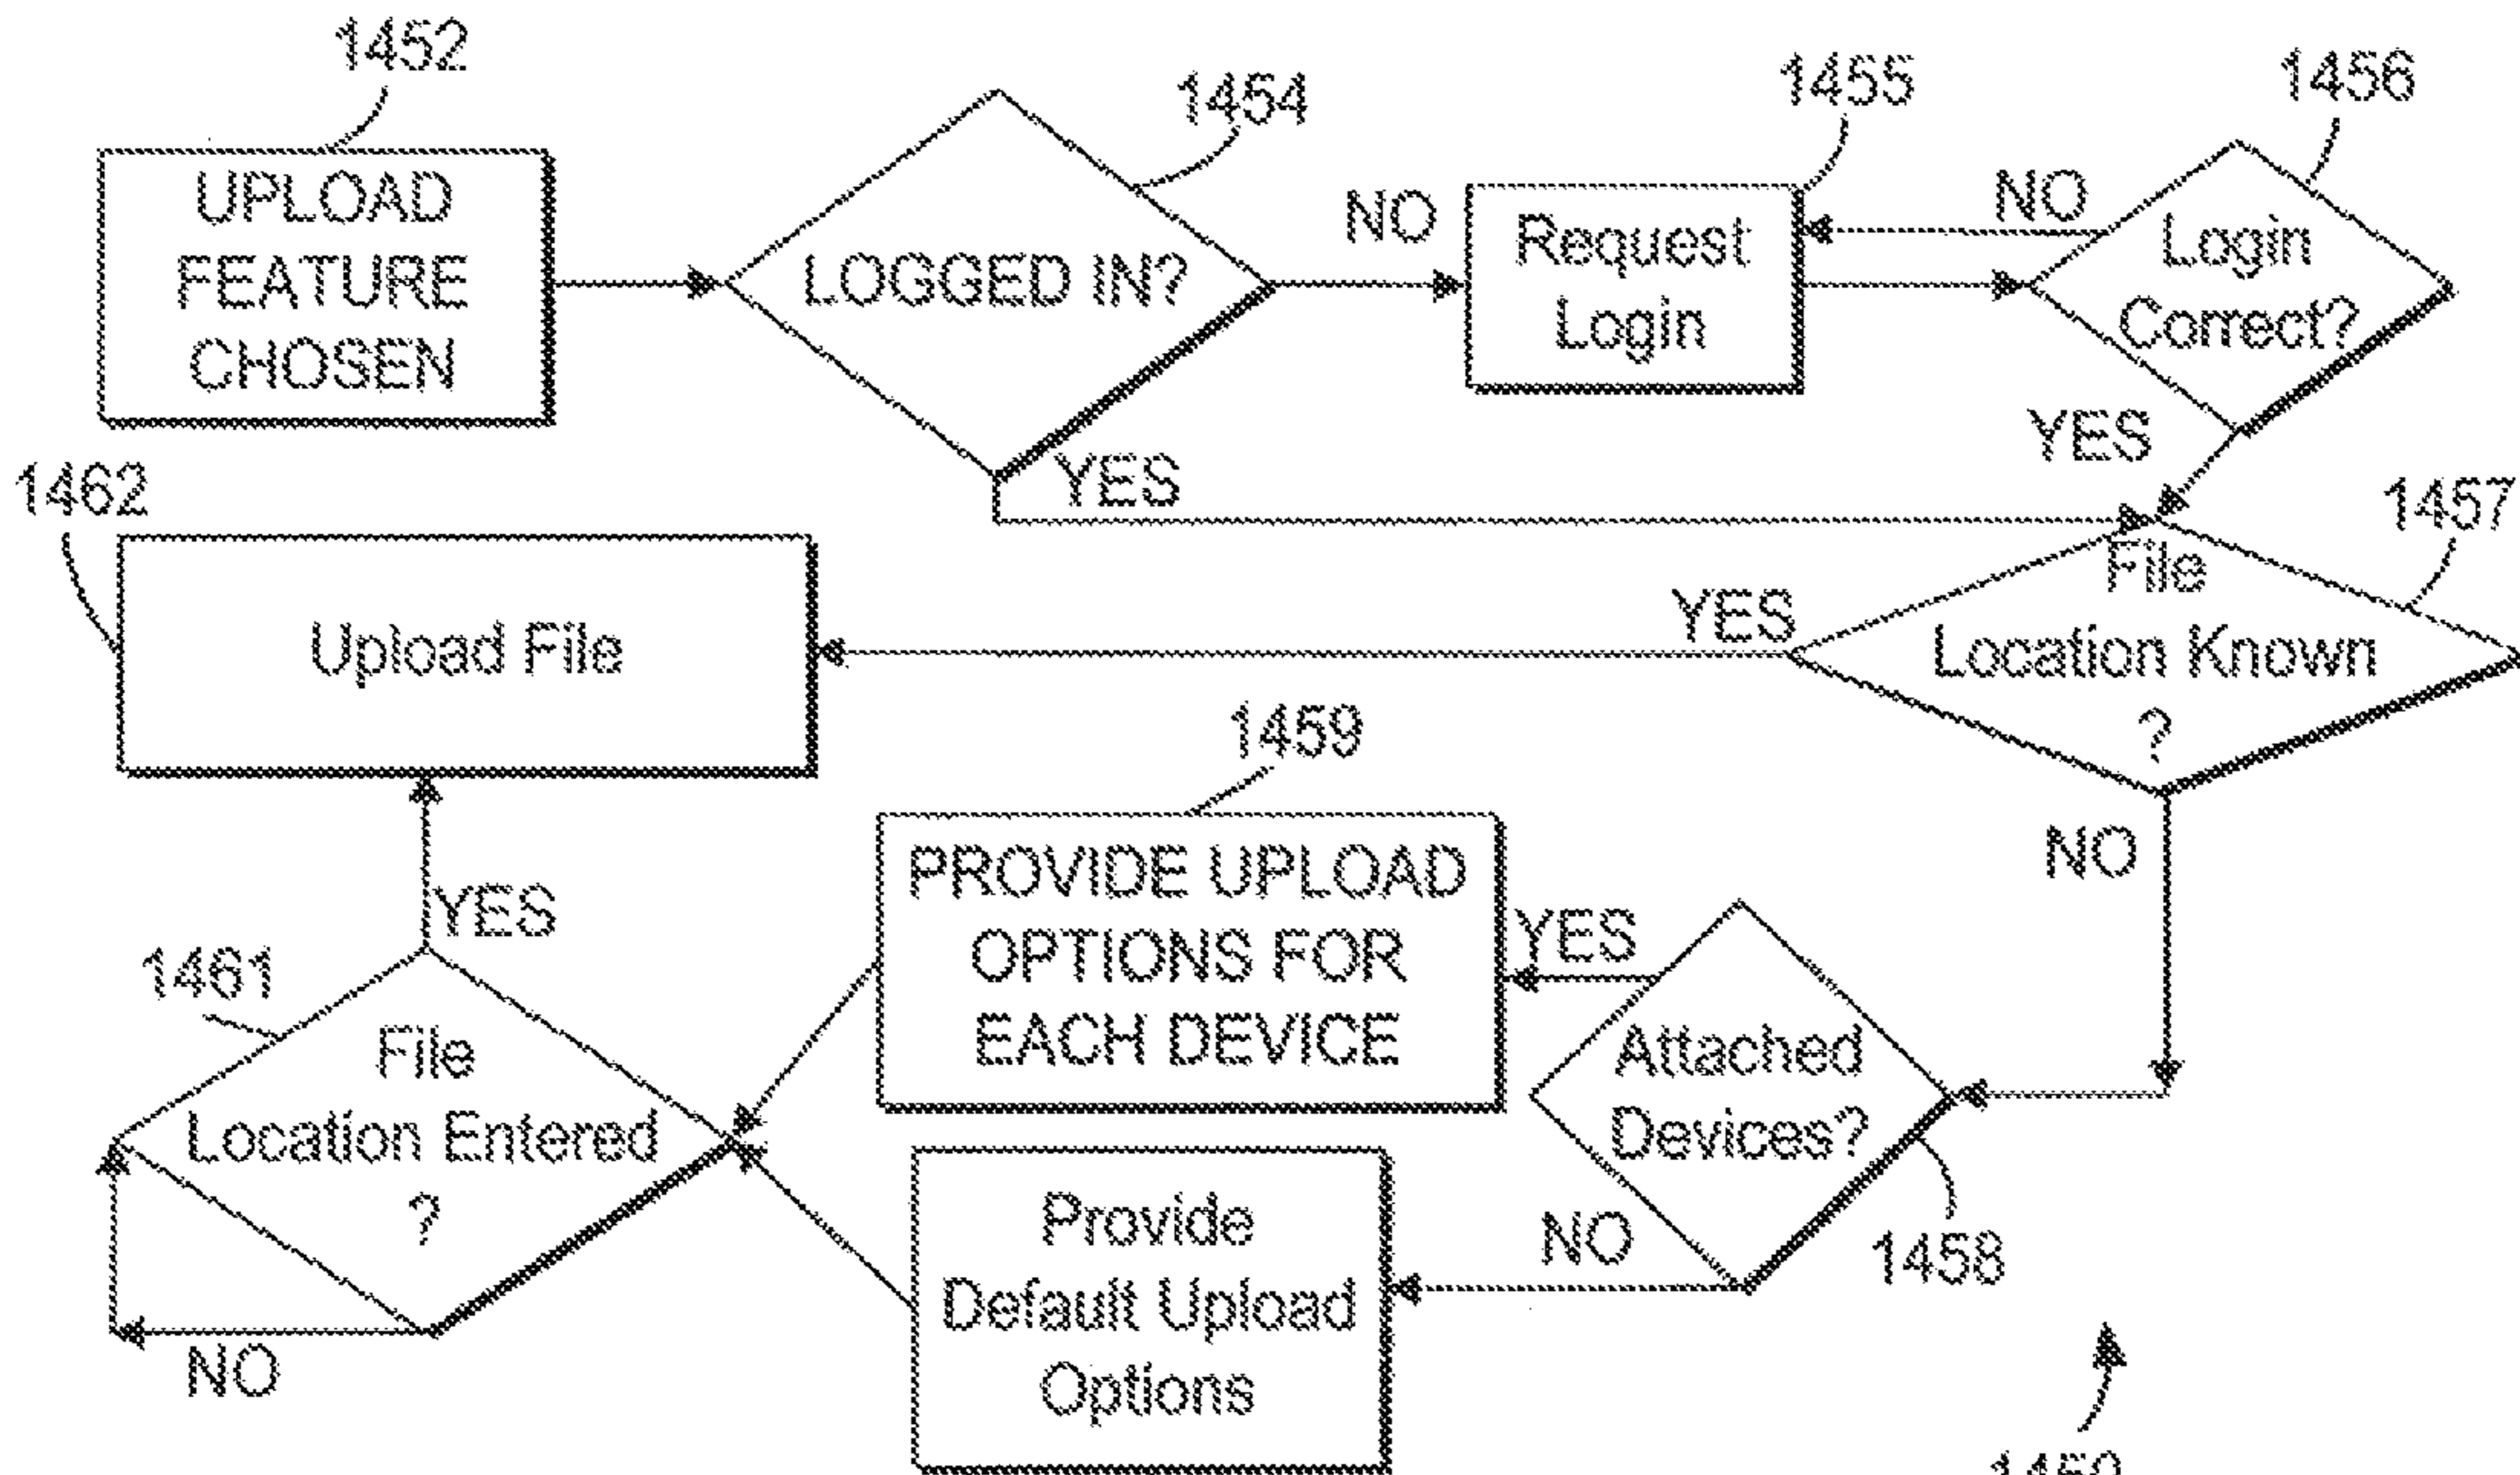 1452
UPLOAD
FEATURE
CHOSEN
1454
LOGGED IN?
NO
YES
1455
Request
Login
1456
NO
Login
Correct?
YES
1457
File
Location Known
?
YES
NO
1462
Upload File
1459
PROVIDE UPLOAD
OPTIONS FOR
EACH DEVICE
YES
Attached
Devices?
1458
NO
Provide
Default Upload
Options
1461
YES
File
Location Entered
?
NO